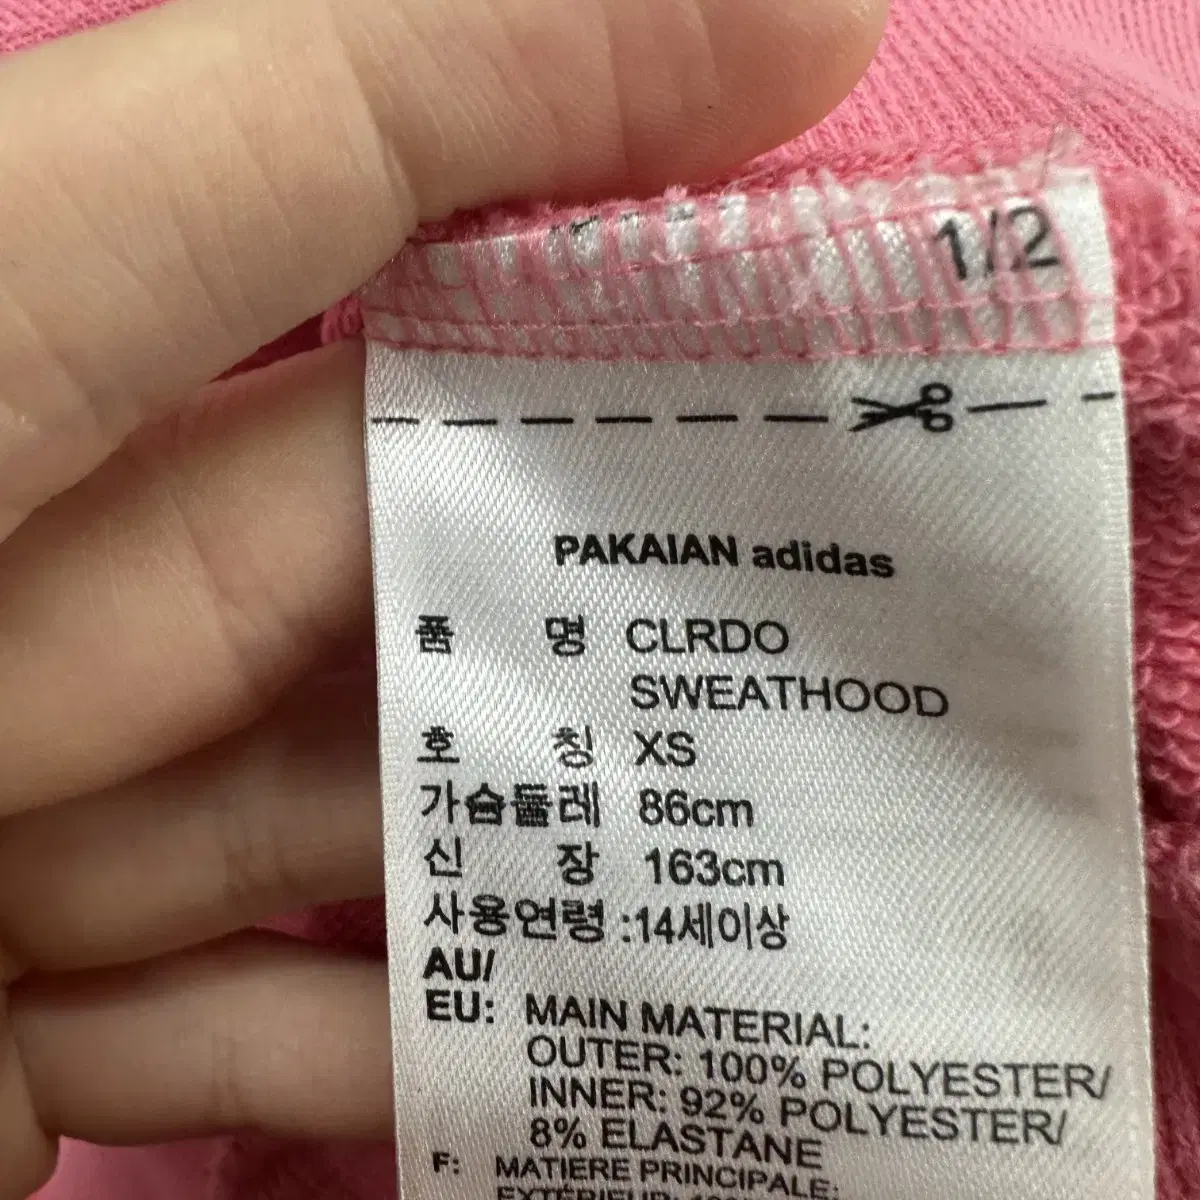 1/2
PAKAIAN adidas
품 명 CLRDO
SWEATHOOD
호 칭 XS
가슴둘레 86cm
신 장 163cm
사용연령 :14세이상
AU/
EU: MAIN MATERIAL:
OUTER: 100% POLYESTER/
INNER: 92% POLYESTER/
8% ELASTANE
F: MATIERE PRINCIPALE:
EXTÉRIEUR: